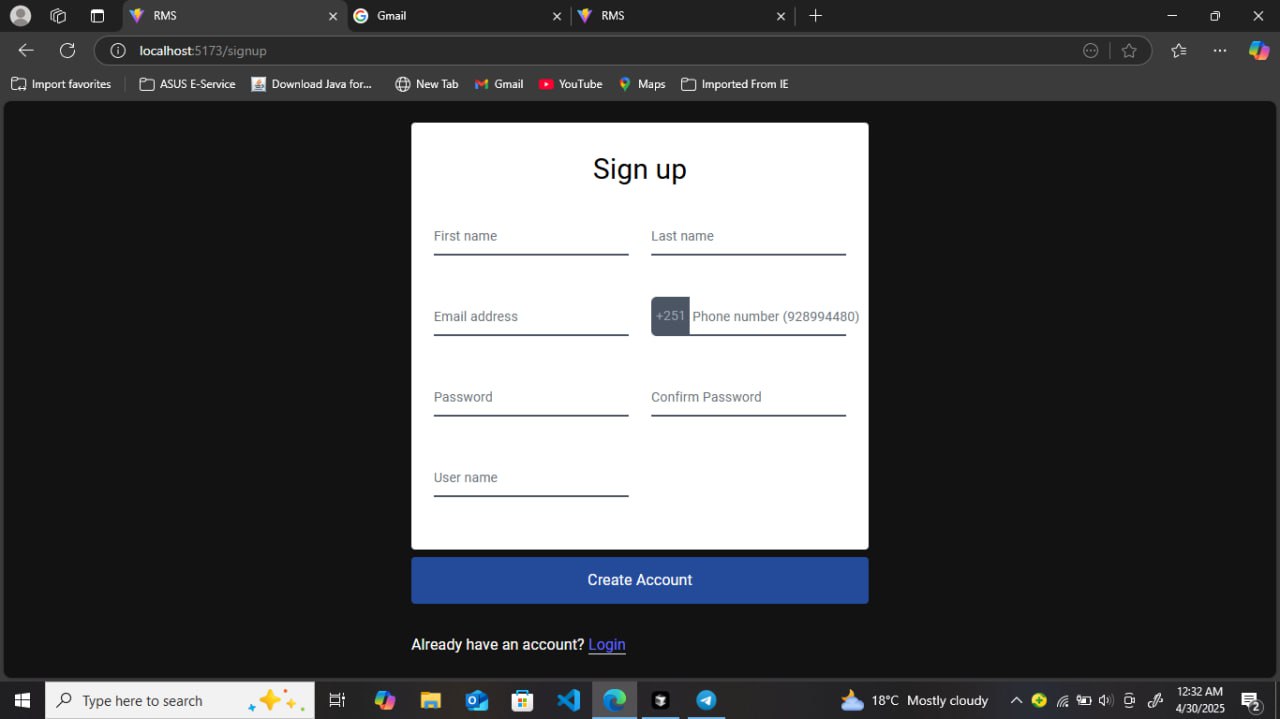 RMS
Gmail
RMS
localhost:5173/signup
Import favorites
ASUS E-Service
Download Java for...
New Tab
Gmail
YouTube
Maps
Imported From IE
Sign up
First name
Last name
Email address
+251
Phone number (928994480)
Password
Confirm Password
User name
Create Account
Already have an account? Login
Type here to search
18°C Mostly cloudy
12:32 AM
4/30/2025
2